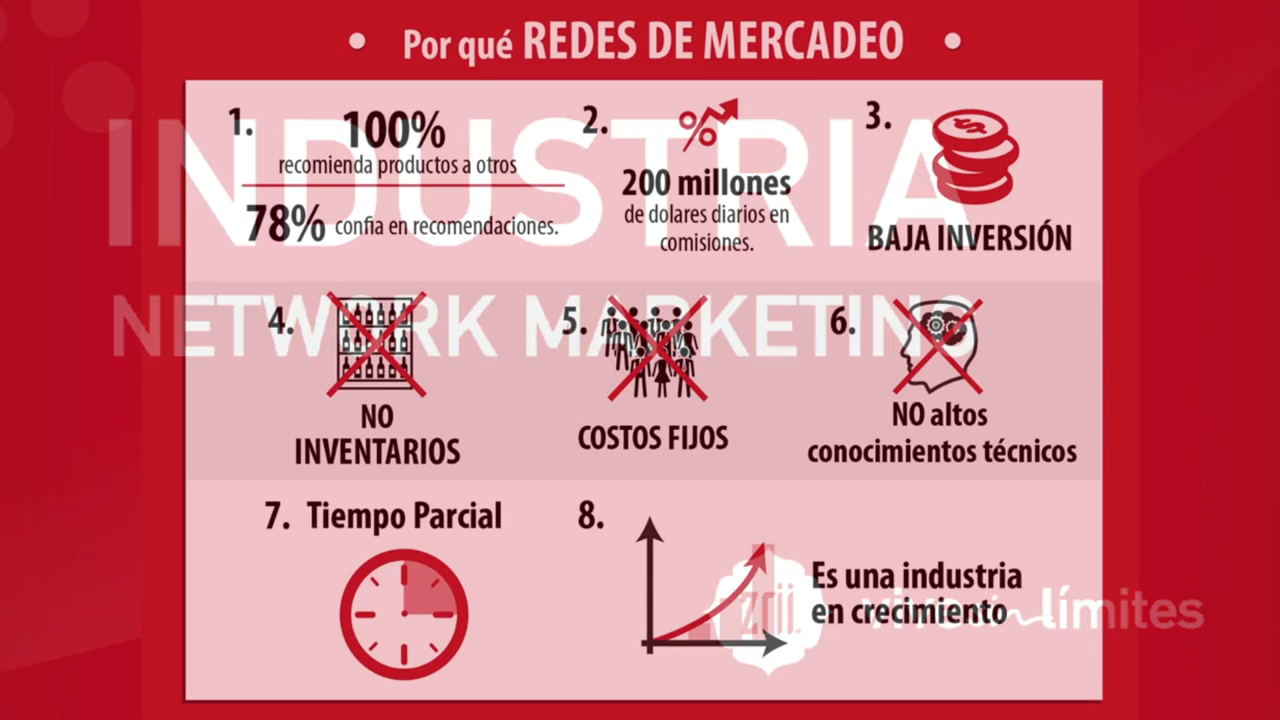 Por qué REDES DE MERCADEO
INDUSTRIA
NETWORK MARKETING
1.
100%
recomienda productos a otros
78% confia en recomendaciones.
2.
%
200 millones
de dolares diarios en
comisiones.
3.
$
BAJA INVERSIÓN
4.
NO
INVENTARIOS
5.
COSTOS FIJOS
6.
NO altos
conocimientos técnicos
7. Tiempo Parcial
8.
Es una industria
en crecimiento
zrii.
límites